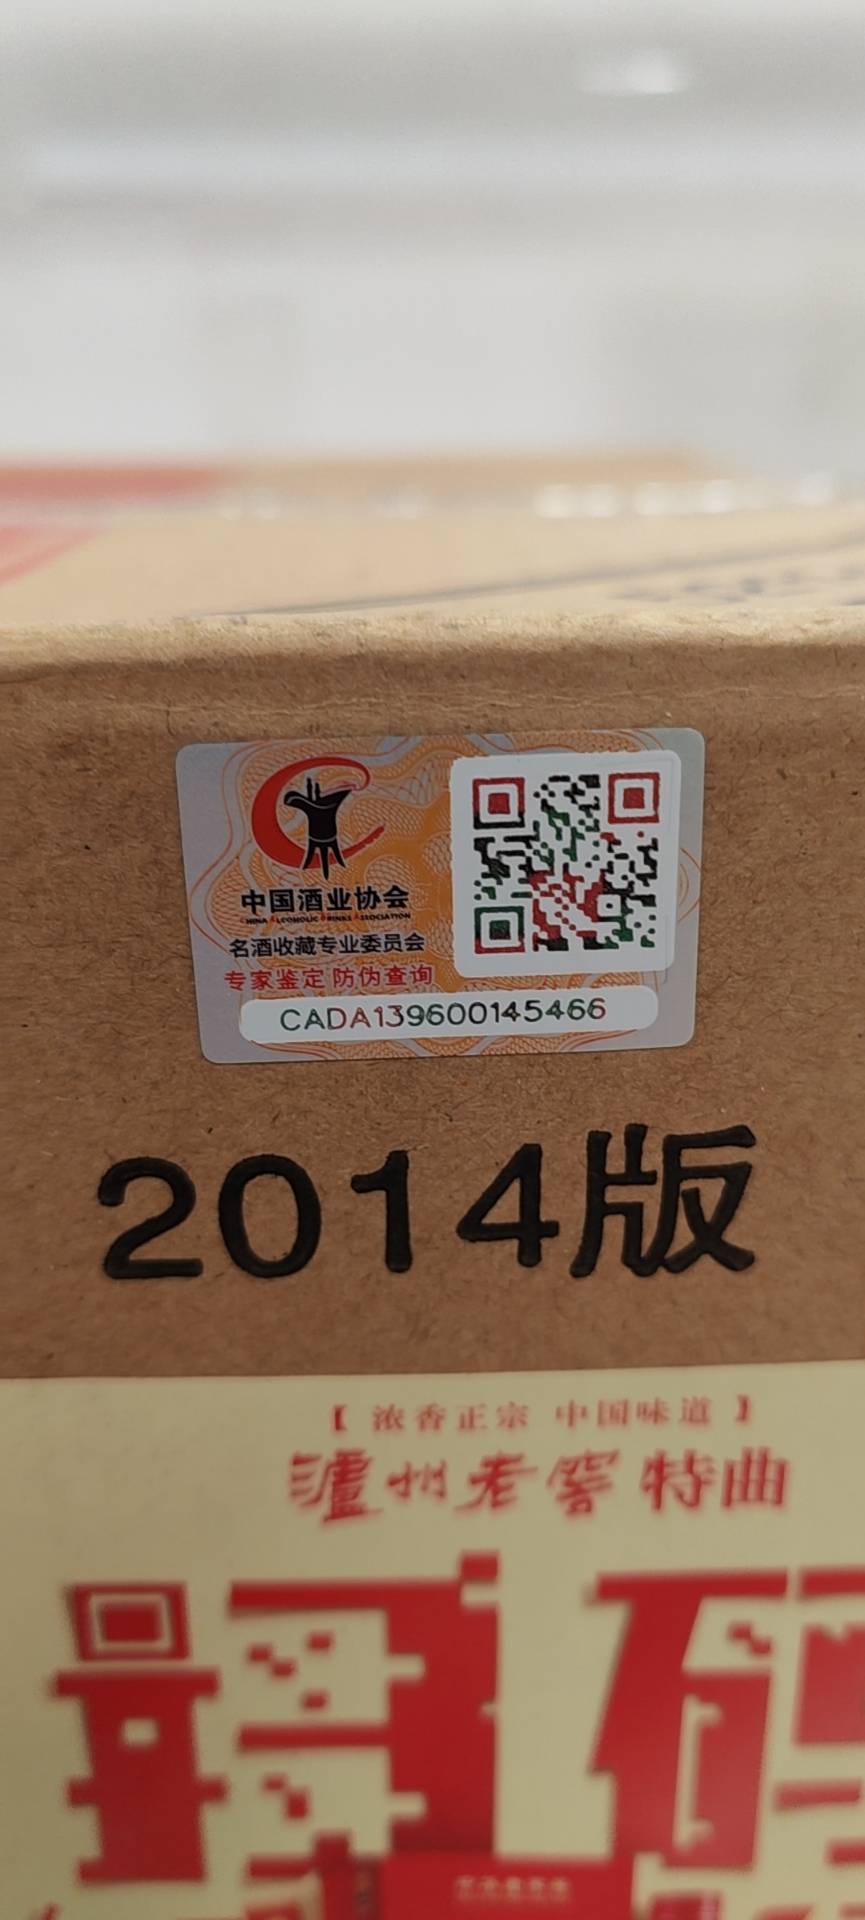 中国酒业协会
CHINA ALCOHOLIC DRINKS ASSOCIATION
名酒收藏专业委员会
专家鉴定 防伪查询
CADA139600145466
2014版
【 浓香正宗 中国味道 】
泸州老窖 特曲